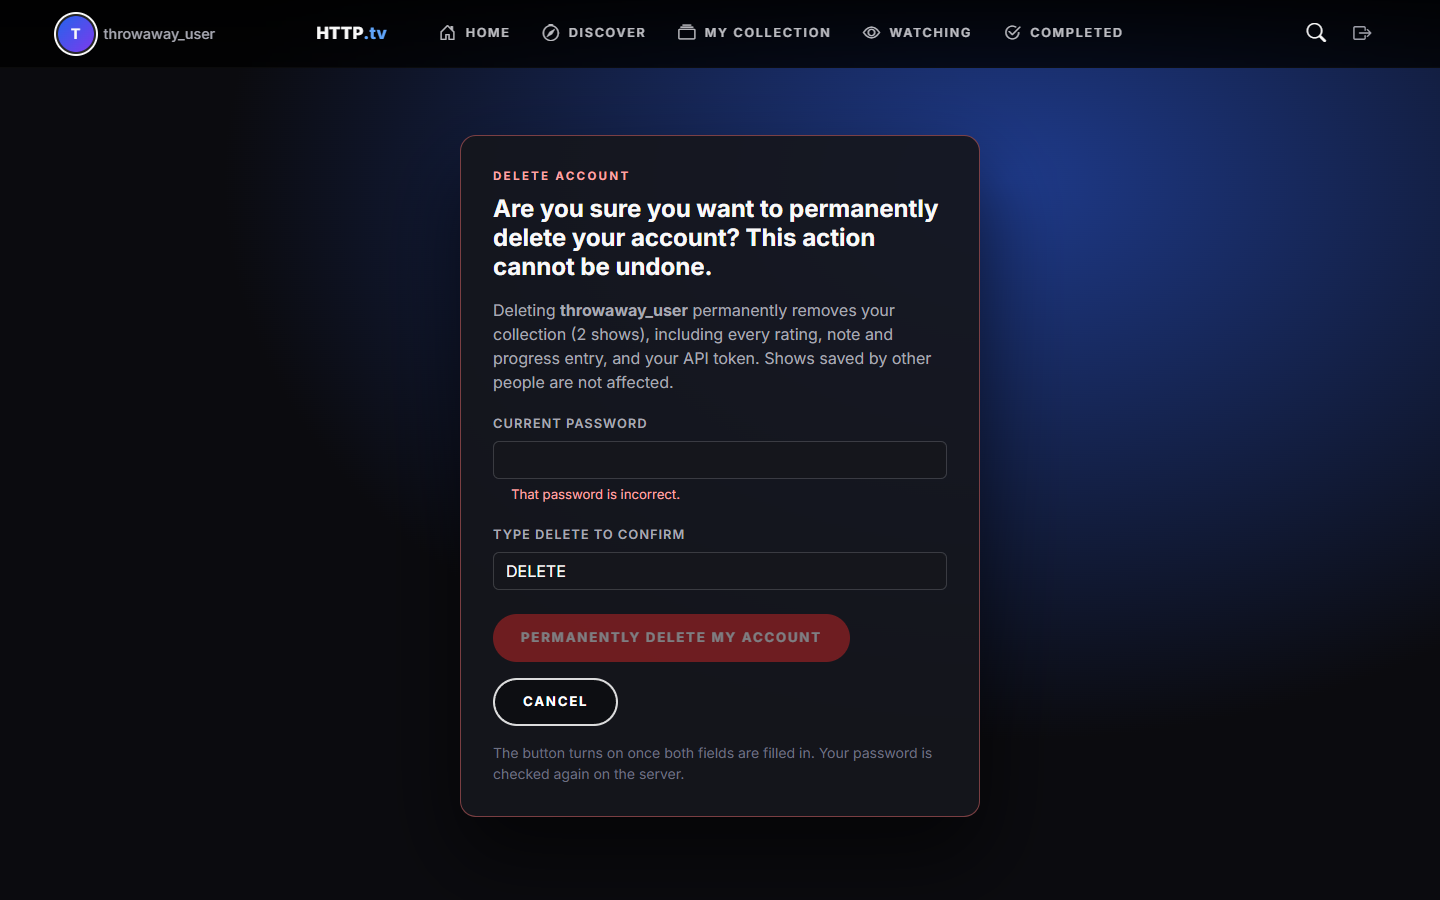 T throwaway_user HTTP.tv HOME DISCOVER MY COLLECTION WATCHING COMPLETED
DELETE ACCOUNT
Are you sure you want to permanently
delete your account? This action
cannot be undone.
Deleting throwaway_user permanently removes your
collection (2 shows), including every rating, note and
progress entry, and your API token. Shows saved by other
people are not affected.
CURRENT PASSWORD
That password is incorrect.
TYPE DELETE TO CONFIRM
DELETE
PERMANENTLY DELETE MY ACCOUNT
CANCEL
The button turns on once both fields are filled in. Your password is
checked again on the server.